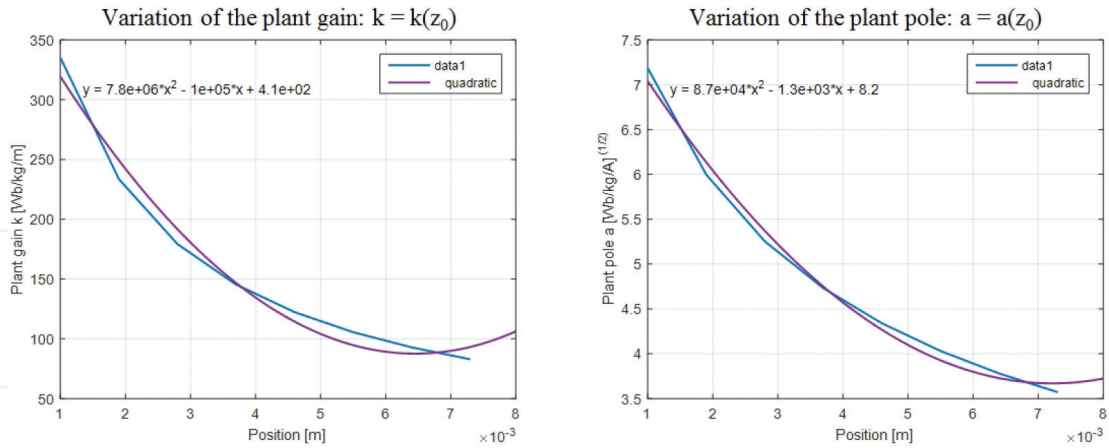 Variation of the plant gain: k = k(z₀)
350
300
250
200
150
100
50
Plant gain k [Wb/kg/m]
y = 7.8e+06*x² - 1e+05*x + 4.1e+02
data1
quadratic
1 2 3 4 5 6 7 8
Position [m]
×10⁻³
Variation of the plant pole: a = a(z₀)
7.5
7
6.5
6
5.5
5
4.5
4
3.5
Plant pole a [Wb/kg/A]⁽¹/²⁾
y = 8.7e+04*x² - 1.3e+03*x + 8.2
data1
quadratic
1 2 3 4 5 6 7 8
Position [m]
×10⁻³